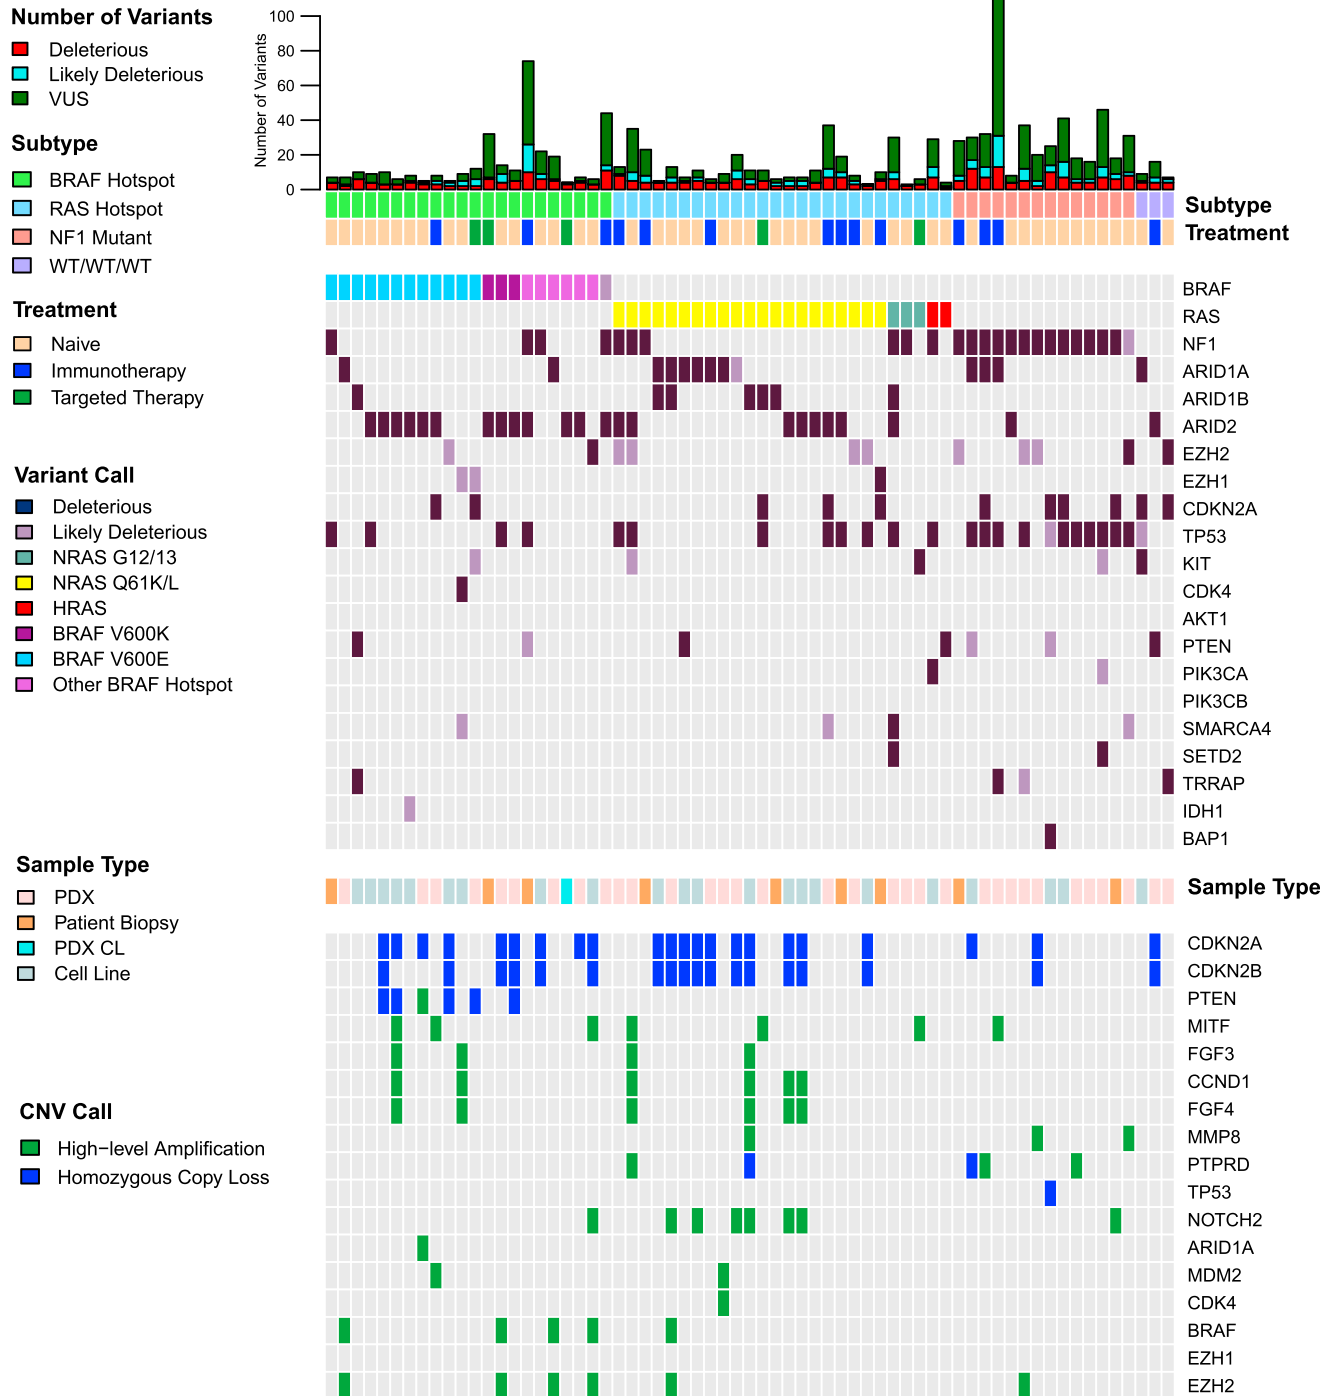 Number of Variants
Deleterious
Likely Deleterious
VUS
Subtype
BRAF Hotspot
RAS Hotspot
NF1 Mutant
WT/WT/WT
Treatment
Naive
Immunotherapy
Targeted Therapy
Variant Call
Deleterious
Likely Deleterious
NRAS G12/13
NRAS Q61K/L
HRAS
BRAF V600K
BRAF V600E
Other BRAF Hotspot
Sample Type
PDX
Patient Biopsy
PDX CL
Cell Line
CNV Call
High−level Amplification
Homozygous Copy Loss
Number of Variants
100
80
60
40
20
0
Subtype
Treatment
BRAF
RAS
NF1
ARID1A
ARID1B
ARID2
EZH2
EZH1
CDKN2A
TP53
KIT
CDK4
AKT1
PTEN
PIK3CA
PIK3CB
SMARCA4
SETD2
TRRAP
IDH1
BAP1
Sample Type
CDKN2A
CDKN2B
PTEN
MITF
FGF3
CCND1
FGF4
MMP8
PTPRD
TP53
NOTCH2
ARID1A
MDM2
CDK4
BRAF
EZH1
EZH2